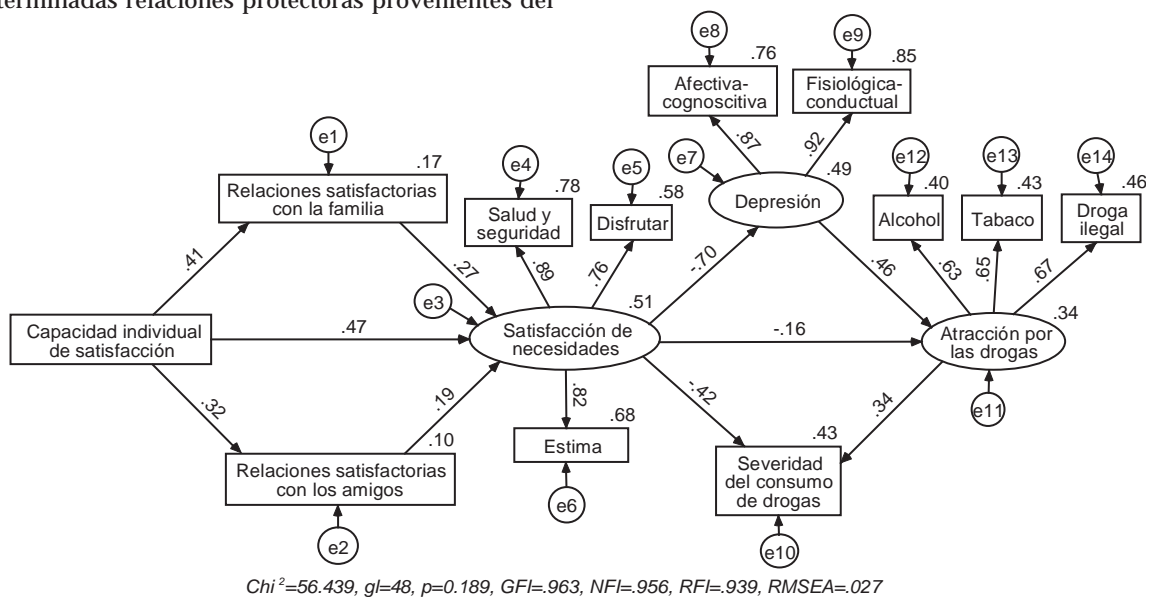 terminadas relaciones protectoras provenientes del
e8
.76
Afectiva-
cognoscitiva
e9
.85
Fisiológica-
conductual
.87
.92
e1
.17
Relaciones satisfactorias
con la familia
e4
.78
Salud y
seguridad
e5
.58
Disfrutar
e7
.49
Depresión
e12
.40
Alcohol
e13
.43
Tabaco
e14
.46
Droga
ilegal
.41
.27
.89
.76
-.70
.46
.63
.65
.67
e3
Capacidad individual
de satisfacción
.47
.51
Satisfacción de
necesidades
-.16
.34
Atracción por
las drogas
e11
.32
.19
.82
-.42
.34
.10
Relaciones satisfactorias
con los amigos
e2
.68
Estima
e6
.43
Severidad
del consumo
de drogas
e10
Chi ²=56.439, gl=48, p=0.189, GFI=.963, NFI=.956, RFI=.939, RMSEA=.027